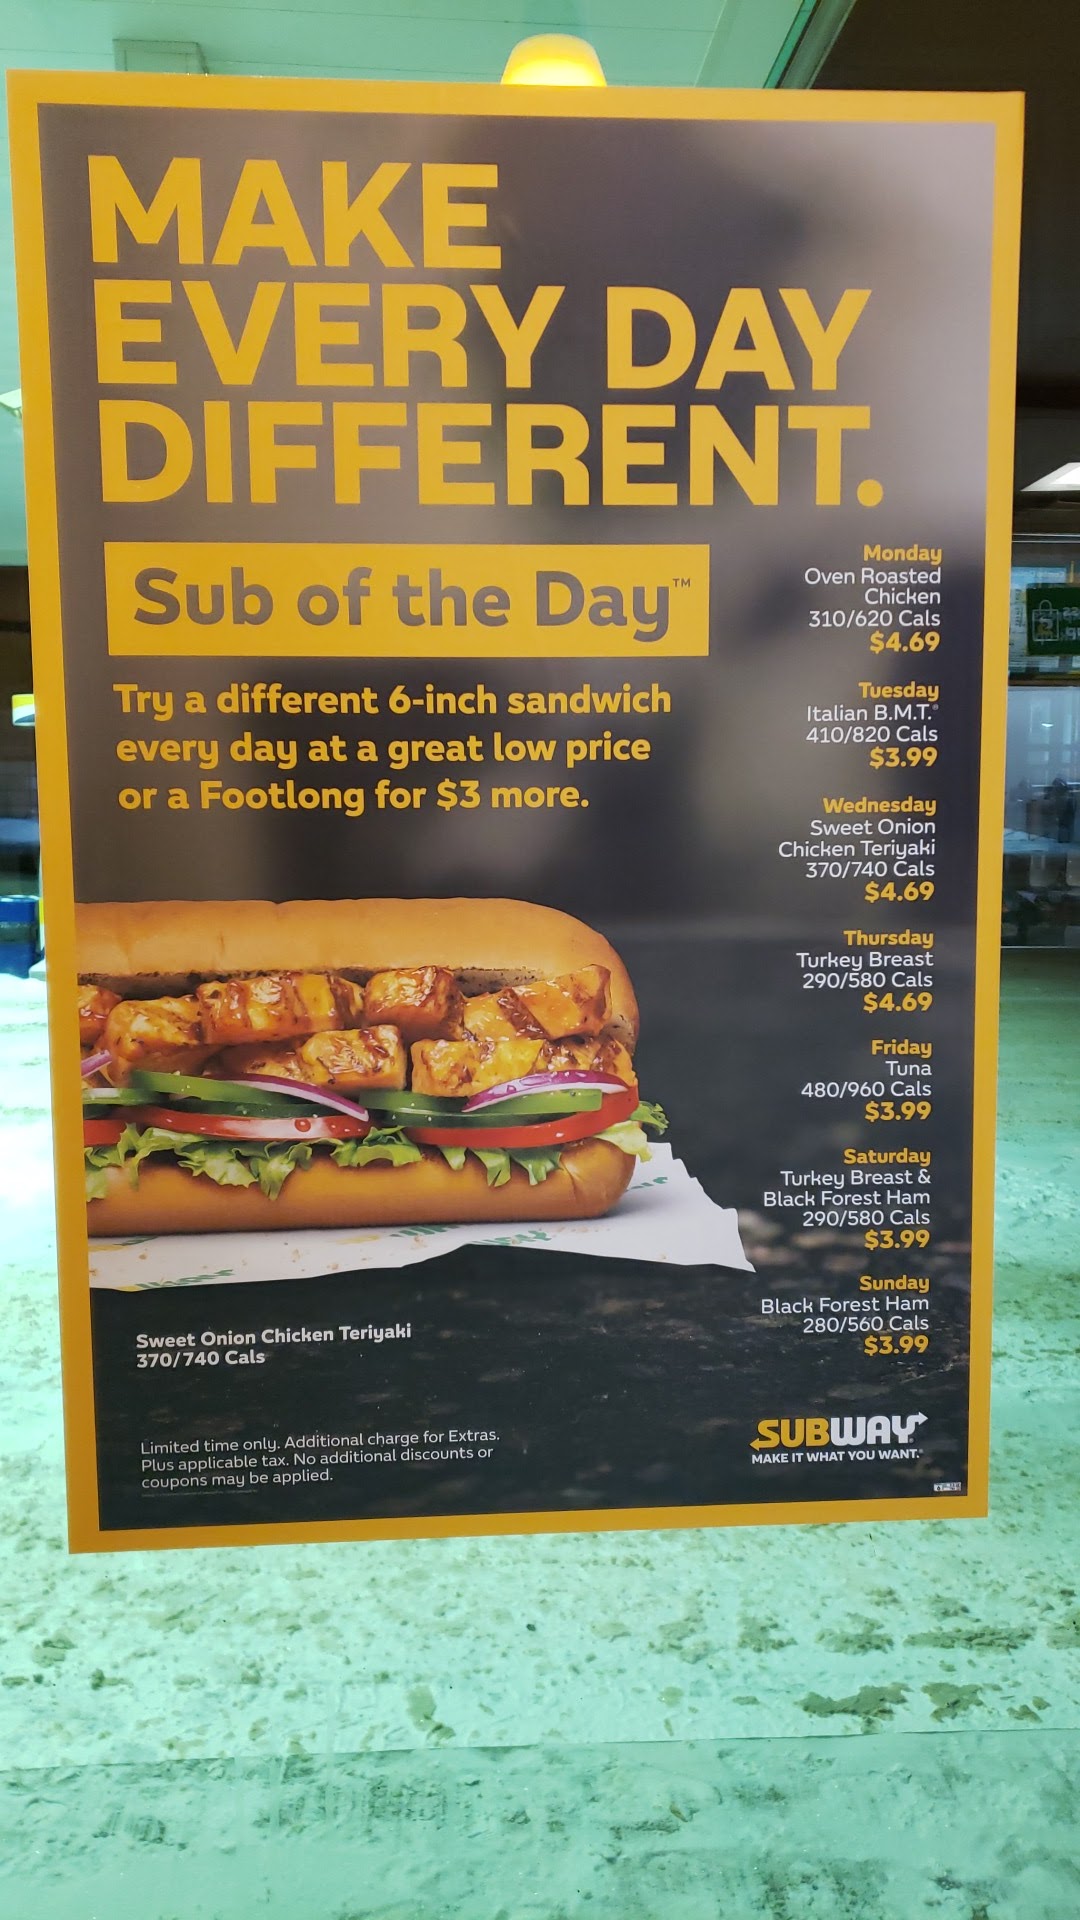 MAKE
EVERY DAY
DIFFERENT.
Sub of the Day™
Try a different 6-inch sandwich
every day at a great low price
or a Footlong for $3 more.
Monday
Oven Roasted
Chicken
310/620 Cals
$4.69
Tuesday
Italian B.M.T.®
410/820 Cals
$3.99
Wednesday
Sweet Onion
Chicken Teriyaki
370/740 Cals
$4.69
Thursday
Turkey Breast
290/580 Cals
$4.69
Friday
Tuna
480/960 Cals
$3.99
Saturday
Turkey Breast &
Black Forest Ham
290/580 Cals
$3.99
Sunday
Black Forest Ham
280/560 Cals
$3.99
Sweet Onion Chicken Teriyaki
370/740 Cals
Limited time only. Additional charge for Extras.
Plus applicable tax. No additional discounts or
coupons may be applied.
SUBWAY
MAKE IT WHAT YOU WANT.®